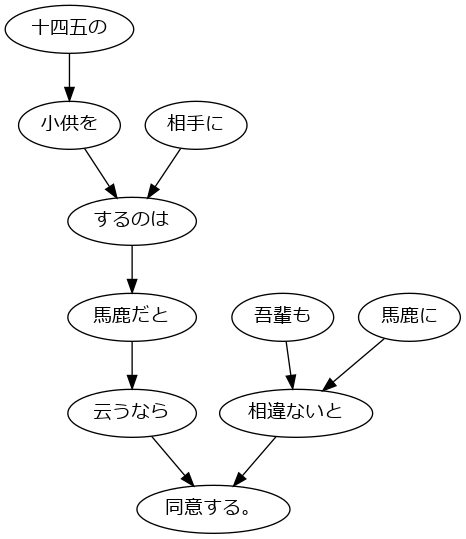 十四五の
小供を
相手に
するのは
馬鹿だと
吾輩も
馬鹿に
云うなら
相違ないと
同意する。